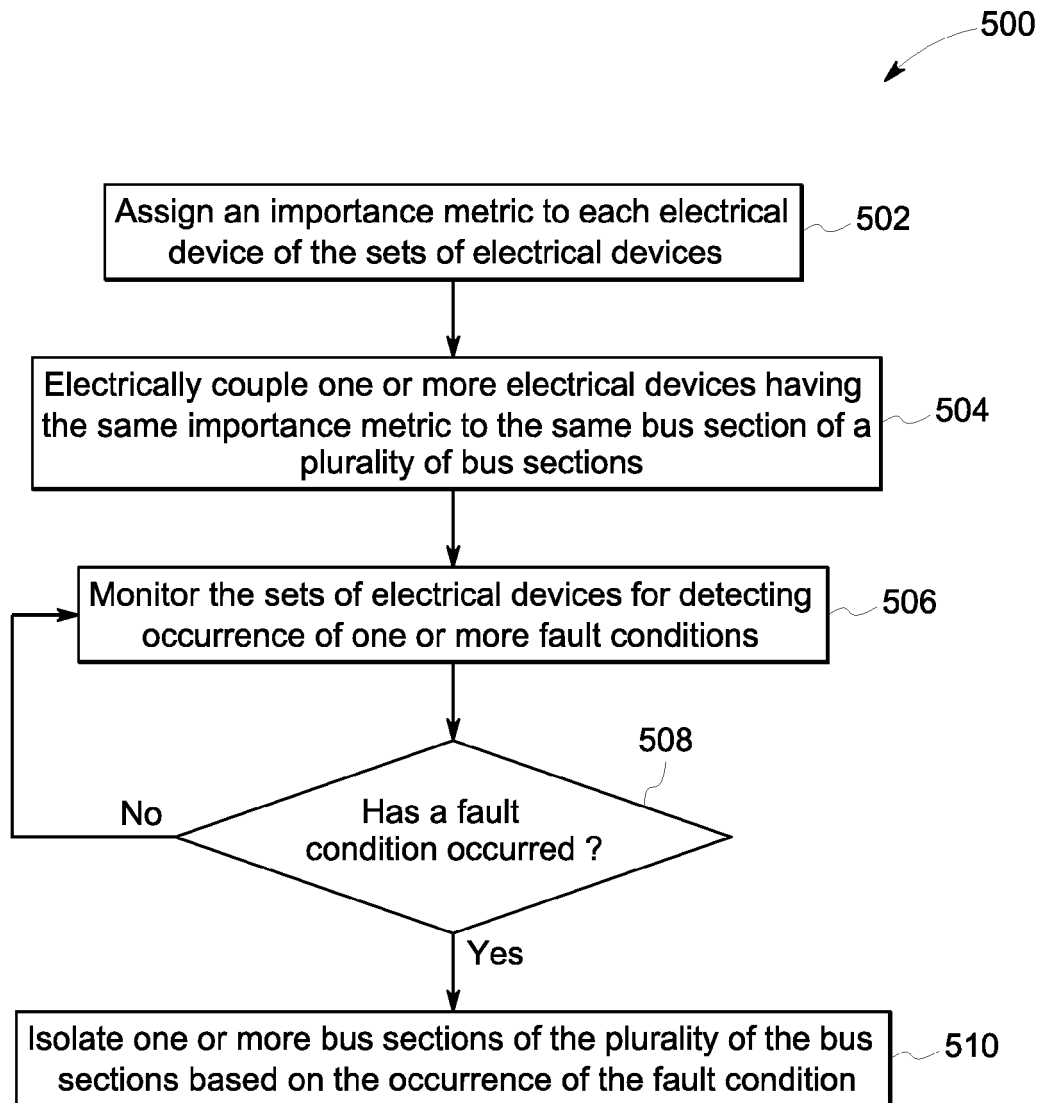 500
Assign an importance metric to each electrical
device of the sets of electrical devices
502
Electrically couple one or more electrical devices having
the same importance metric to the same bus section of a
plurality of bus sections
504
Monitor the sets of electrical devices for detecting
occurrence of one or more fault conditions
506
508
Has a fault
condition occurred ?
No
Yes
Isolate one or more bus sections of the plurality of the bus
sections based on the occurrence of the fault condition
510